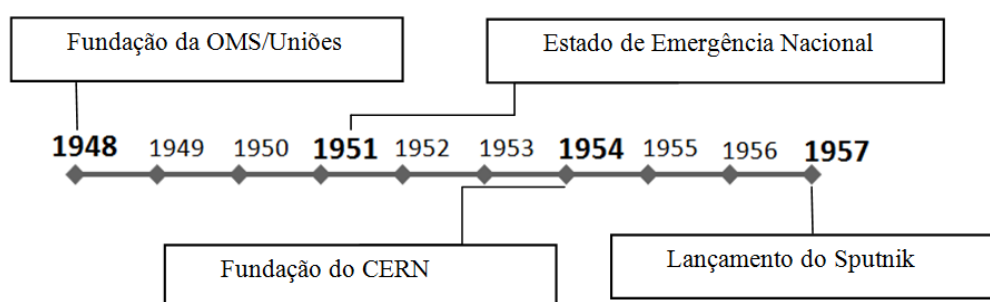 Fundação da OMS/Uniões
Estado de Emergência Nacional
1948 1949 1950 1951 1952 1953 1954 1955 1956 1957
Fundação do CERN
Lançamento do Sputnik